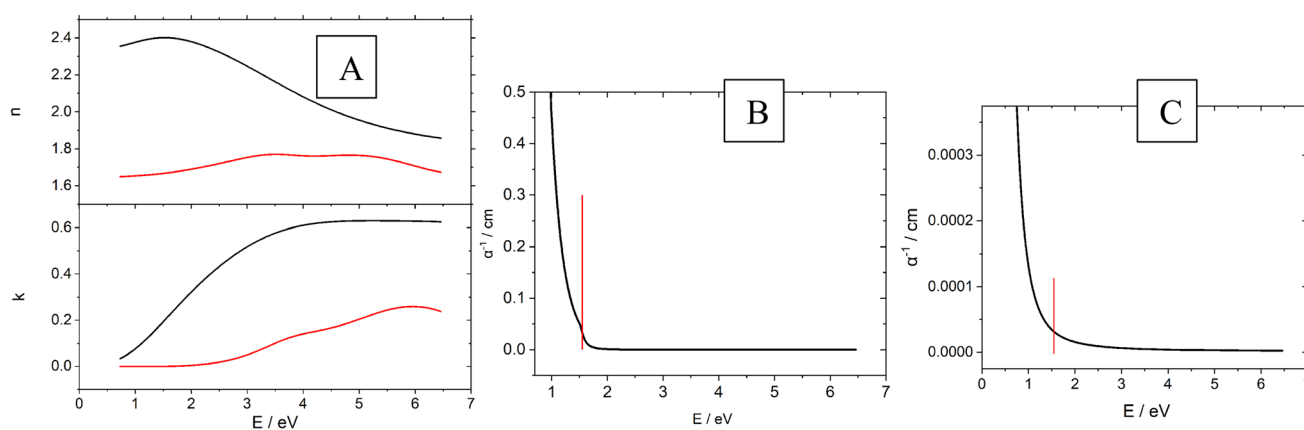 A
2.4
2.2
2.0
1.8
1.6
n
0.6
0.4
0.2
0.0
k
0 1 2 3 4 5 6 7
E / eV
B
0.5
0.4
0.3
0.2
0.1
0.0
α⁻¹ / cm
1 2 3 4 5 6 7
E / eV
C
0.0003
0.0002
0.0001
0.0000
α⁻¹ / cm
0 1 2 3 4 5 6
E / eV